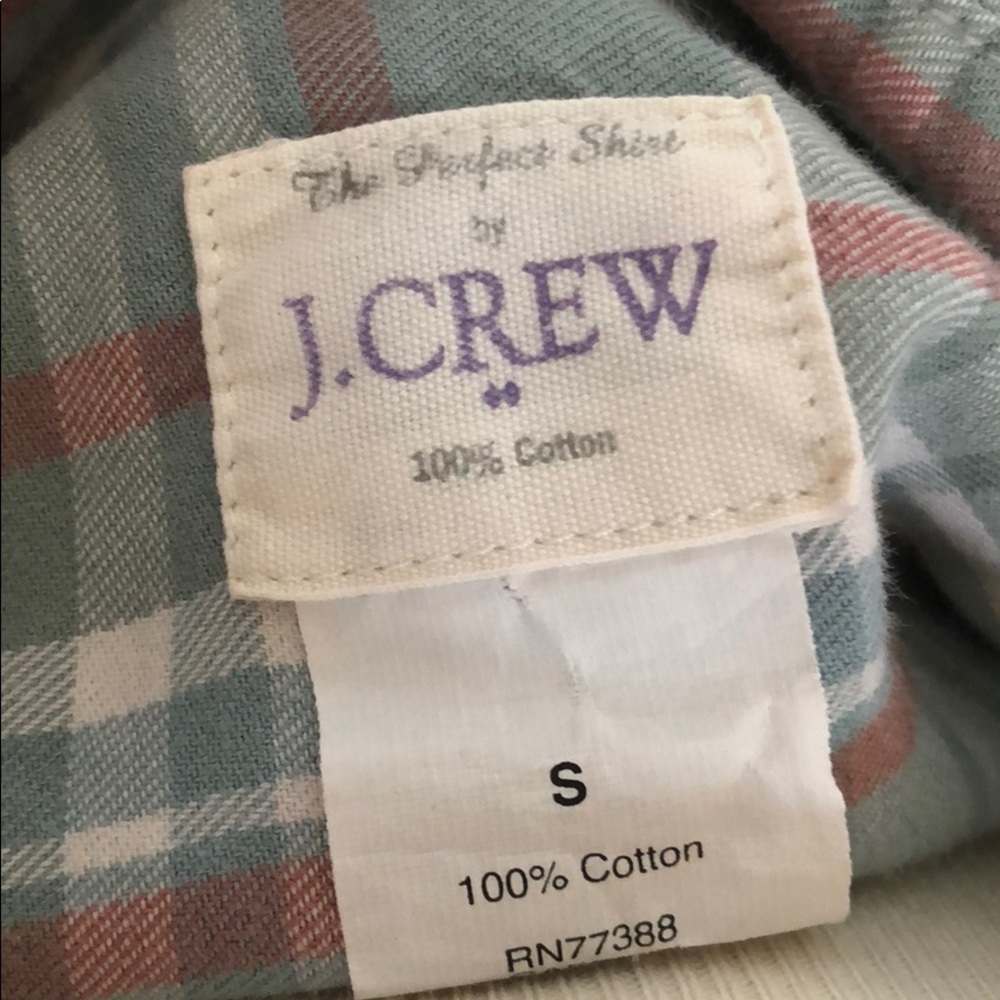 The Perfect Shirt
by
J.CREW
100% Cotton
S
100% Cotton
RN77388